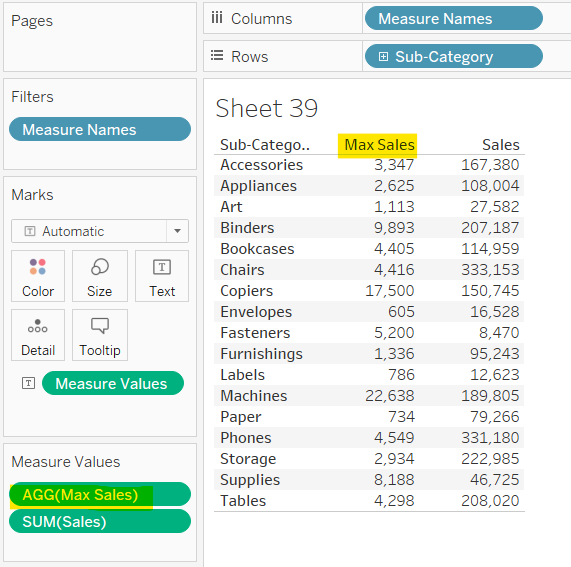 Pages
Columns
Measure Names
Rows
Sub-Category
Filters
Measure Names
Marks
Automatic
Color
Size
Text
Detail
Tooltip
Measure Values
Measure Values
AGG(Max Sales)
SUM(Sales)
Sheet 39
Sub-Catego.. Max Sales Sales
Accessories 3,347 167,380
Appliances 2,625 108,004
Art 1,113 27,582
Binders 9,893 207,187
Bookcases 4,405 114,959
Chairs 4,416 333,153
Copiers 17,500 150,745
Envelopes 605 16,528
Fasteners 5,200 8,470
Furnishings 1,336 95,243
Labels 786 12,623
Machines 22,638 189,805
Paper 734 79,266
Phones 4,549 331,180
Storage 2,934 222,985
Supplies 8,188 46,725
Tables 4,298 208,020